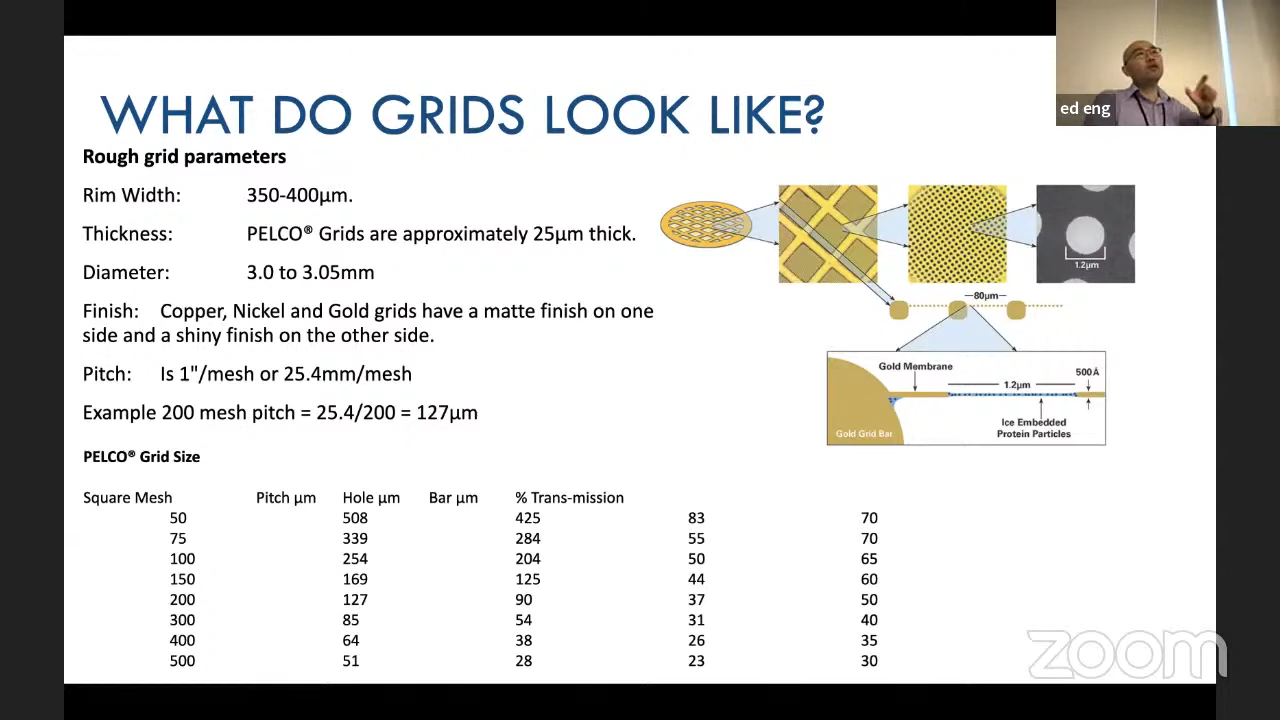 WHAT DO GRIDS LOOK LIKE?
ed eng
Rough grid parameters
Rim Width: 350-400µm.
Thickness: PELCO® Grids are approximately 25µm thick.
Diameter: 3.0 to 3.05mm
Finish: Copper, Nickel and Gold grids have a matte finish on one
side and a shiny finish on the other side.
Pitch: Is 1"/mesh or 25.4mm/mesh
Example 200 mesh pitch = 25.4/200 = 127µm
1.2µm
80µm
Gold Membrane
500Å
1.2µm
Ice Embedded
Protein Particles
Gold Grid Bar
PELCO® Grid Size
Square Mesh Pitch µm Hole µm Bar µm % Trans-mission
50 508 425 83 70
75 339 284 55 70
100 254 204 50 65
150 169 125 44 60
200 127 90 37 50
300 85 54 31 40
400 64 38 26 35
500 51 28 23 30
zoom